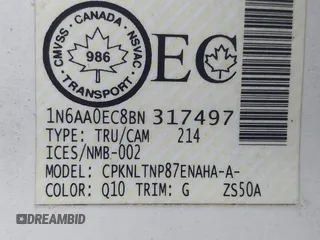 CMVSS · CANADA · NSVAC · TRANSPORT
986
EC
1N6AA0EC8BN 317497
TYPE: TRU/CAM 214
ICES/NMB-002
MODEL: CPKNLTNP87ENAHA-A-
COLOR: Q10 TRIM: G ZS50A
DREAMBID